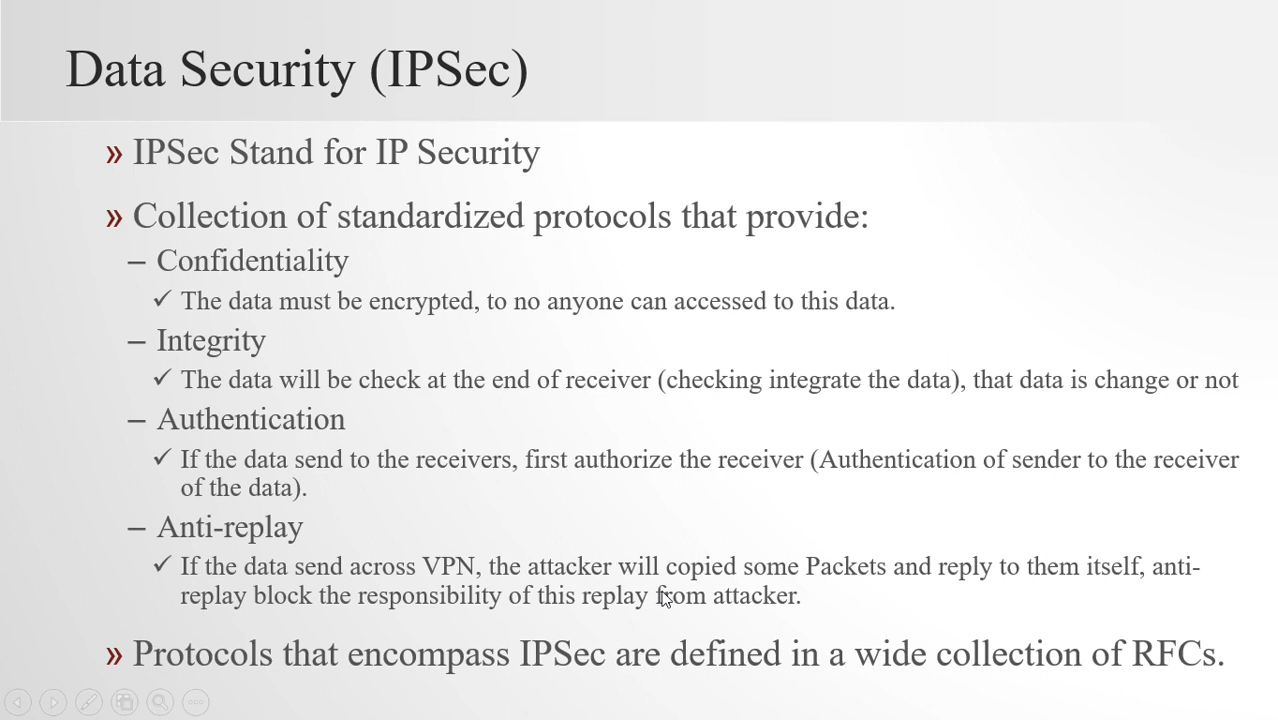 Data Security (IPSec)
» IPSec Stand for IP Security
» Collection of standardized protocols that provide:
– Confidentiality
✓ The data must be encrypted, to no anyone can accessed to this data.
– Integrity
✓ The data will be check at the end of receiver (checking integrate the data), that data is change or not
– Authentication
✓ If the data send to the receivers, first authorize the receiver (Authentication of sender to the receiver
of the data).
– Anti-replay
✓ If the data send across VPN, the attacker will copied some Packets and reply to them itself, anti-
replay block the responsibility of this replay from attacker.
» Protocols that encompass IPSec are defined in a wide collection of RFCs.